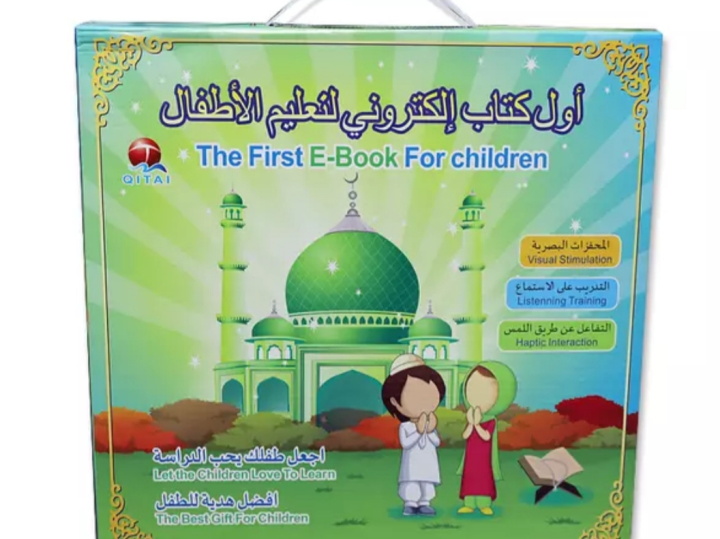 أول كتاب إلكتروني لتعليم الأطفال
The First E-Book For children
QITAI
المحفزات البصرية
Visual Stimulation
التدريب على الاستماع
Listenning Training
التفاعل عن طريق اللمس
Haptic Interaction
اجعل طفلك يحب الدراسة
Let the Children Love To Learn
افضل هدية للطفل
The Best Gift For Children